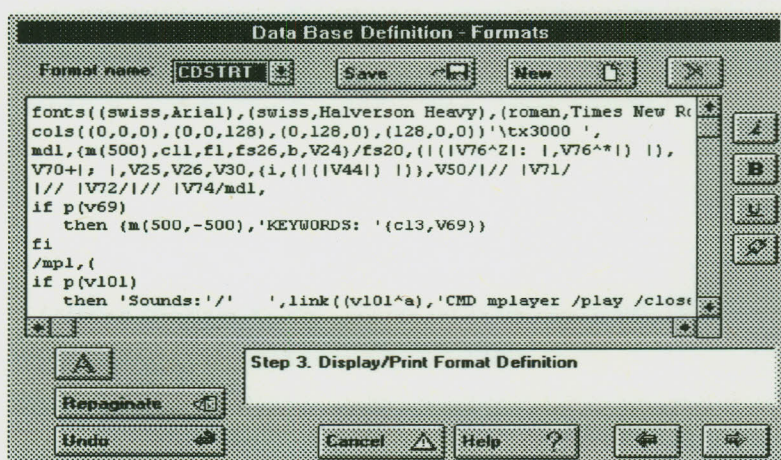 Data Base Definition - Formats
Format name: CDSTRT Save New
fonts((swiss,Arial),(swiss,Halverson Heavy),(roman,Times New Ro
cols((0,0,0),(0,0,128),(0,128,0),(128,0,0))'\tx3000 ',
mdl,{m(500),cl1,f1,fs26,b,V24}/fs20,(|(|V76^Z|: |,V76^*|) |),
V70+|; |,V25,V26,V30,{i,(|(|V44|) |)},V50/|// |V71/
|// |V72/|// |V74/mdl,
if p(v69)
then {m(500,-500),'KEYWORDS: '{cl3,V69}}
fi
/mpl,(
if p(v101)
then 'Sounds:'/' ',link((v101^a),'CMD mplayer /play /close
i
B
U
A
Step 3. Display/Print Format Definition
Repaginate
Undo Cancel Help ?